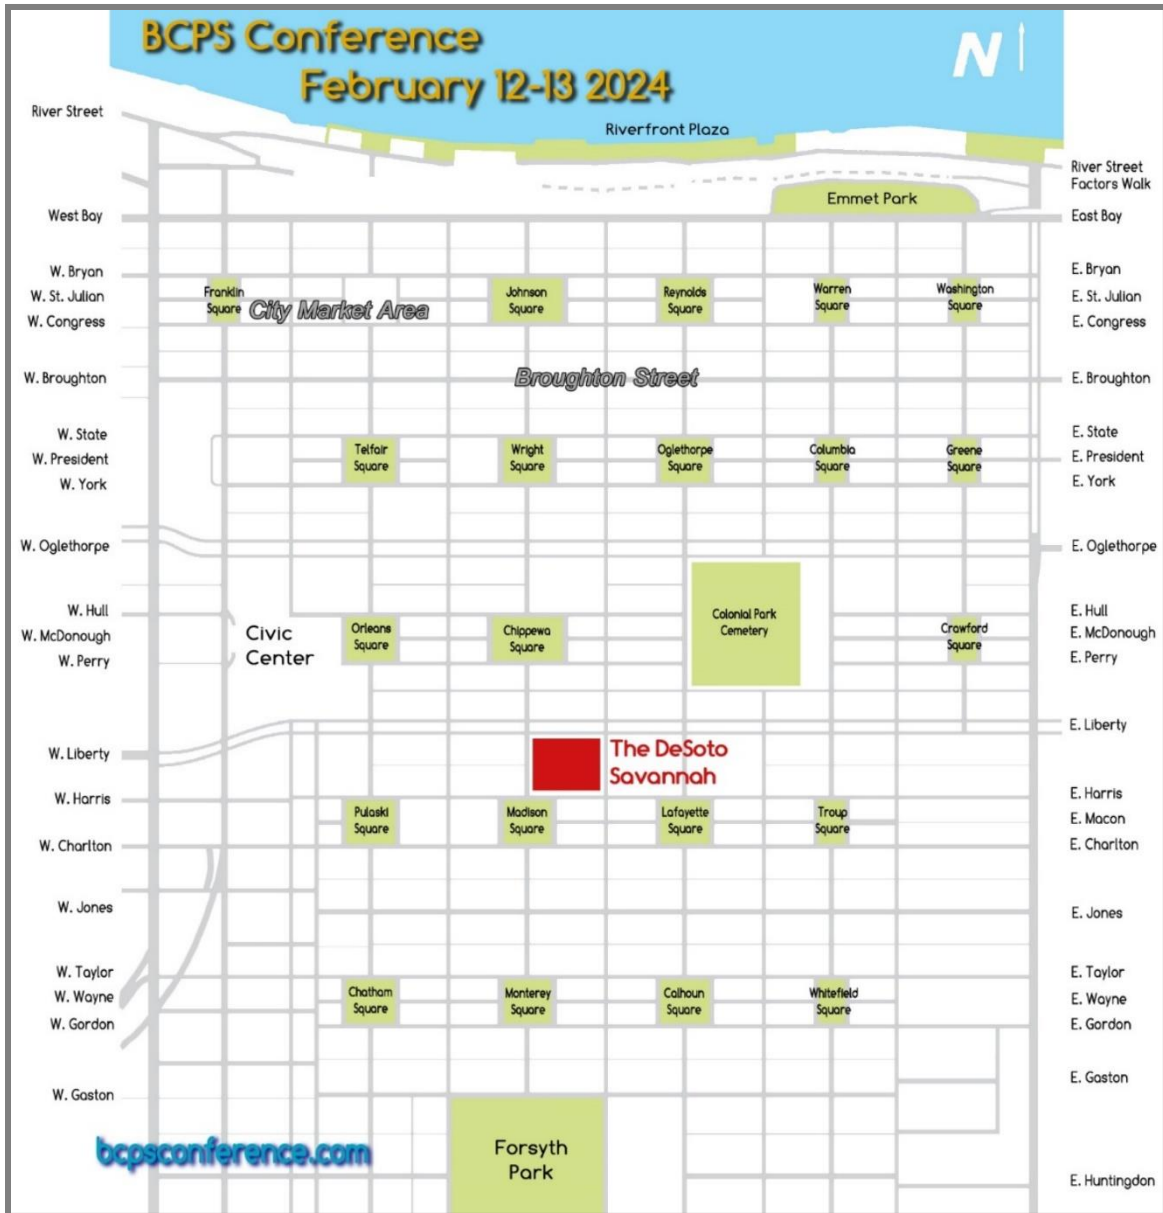 BCPS Conference
February 12-13 2024
N
River Street
Riverfront Plaza
River Street
Factors Walk
Emmet Park
West Bay
East Bay
W. Bryan
E. Bryan
Franklin
Square
City Market Area
Johnson
Square
Reynolds
Square
Warren
Square
Washington
Square
W. St. Julian
E. St. Julian
W. Congress
E. Congress
W. Broughton
Broughton Street
E. Broughton
W. State
E. State
Telfair
Square
Wright
Square
Oglethorpe
Square
Columbia
Square
Greene
Square
W. President
E. President
W. York
E. York
W. Oglethorpe
E. Oglethorpe
W. Hull
E. Hull
Civic
Center
Orleans
Square
Chippewa
Square
Colonial Park
Cemetery
Crawford
Square
W. McDonough
E. McDonough
W. Perry
E. Perry
E. Liberty
W. Liberty
The DeSoto
Savannah
W. Harris
E. Harris
Pulaski
Square
Madison
Square
Lafayette
Square
Troup
Square
E. Macon
W. Charlton
E. Charlton
W. Jones
E. Jones
W. Taylor
E. Taylor
Chatham
Square
Monterey
Square
Calhoun
Square
Whitefield
Square
W. Wayne
E. Wayne
W. Gordon
E. Gordon
E. Gaston
W. Gaston
bcpsconference.com
Forsyth
Park
E. Huntingdon